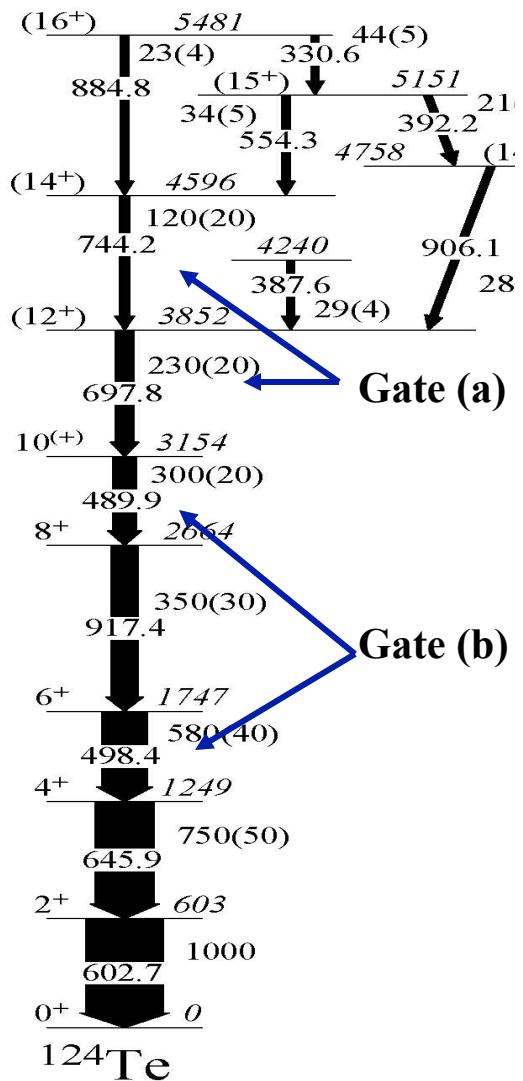 (16⁺) 5481 44(5)
23(4) 330.6
884.8 (15⁺) 5151
34(5) 392.2 21(
554.3 4758 (14
(14⁺) 4596
120(20) 4240 906.1
744.2 387.6 28
29(4)
(12⁺) 3852
230(20) Gate (a)
697.8
10⁽⁺⁾ 3154
300(20)
489.9
8⁺ 2664
350(30)
917.4 Gate (b)
6⁺ 1747
580(40)
498.4
4⁺ 1249
750(50)
645.9
2⁺ 603
1000
602.7
0⁺ 0
¹²⁴Te